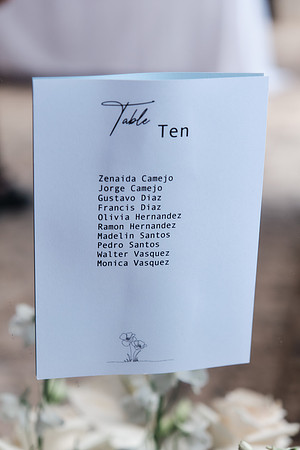 Table Ten
Zenaida Camejo
Jorge Camejo
Gustavo Diaz
Francis Diaz
Olivia Hernandez
Ramon Hernandez
Madelin Santos
Pedro Santos
Walter Vasquez
Monica Vasquez